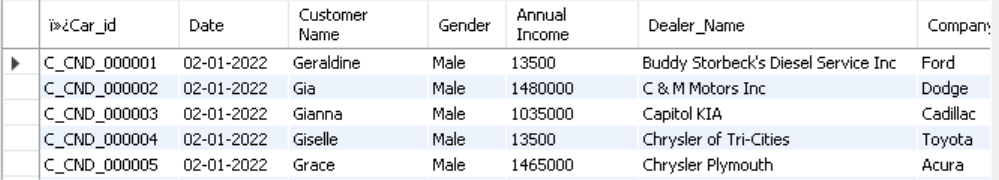 ï»¿Car_id Date Customer Name Gender Annual Income Dealer_Name Company
C_CND_000001 02-01-2022 Geraldine Male 13500 Buddy Storbeck's Diesel Service Inc Ford
C_CND_000002 02-01-2022 Gia Male 1480000 C & M Motors Inc Dodge
C_CND_000003 02-01-2022 Gianna Male 1035000 Capitol KIA Cadillac
C_CND_000004 02-01-2022 Giselle Male 13500 Chrysler of Tri-Cities Toyota
C_CND_000005 02-01-2022 Grace Male 1465000 Chrysler Plymouth Acura